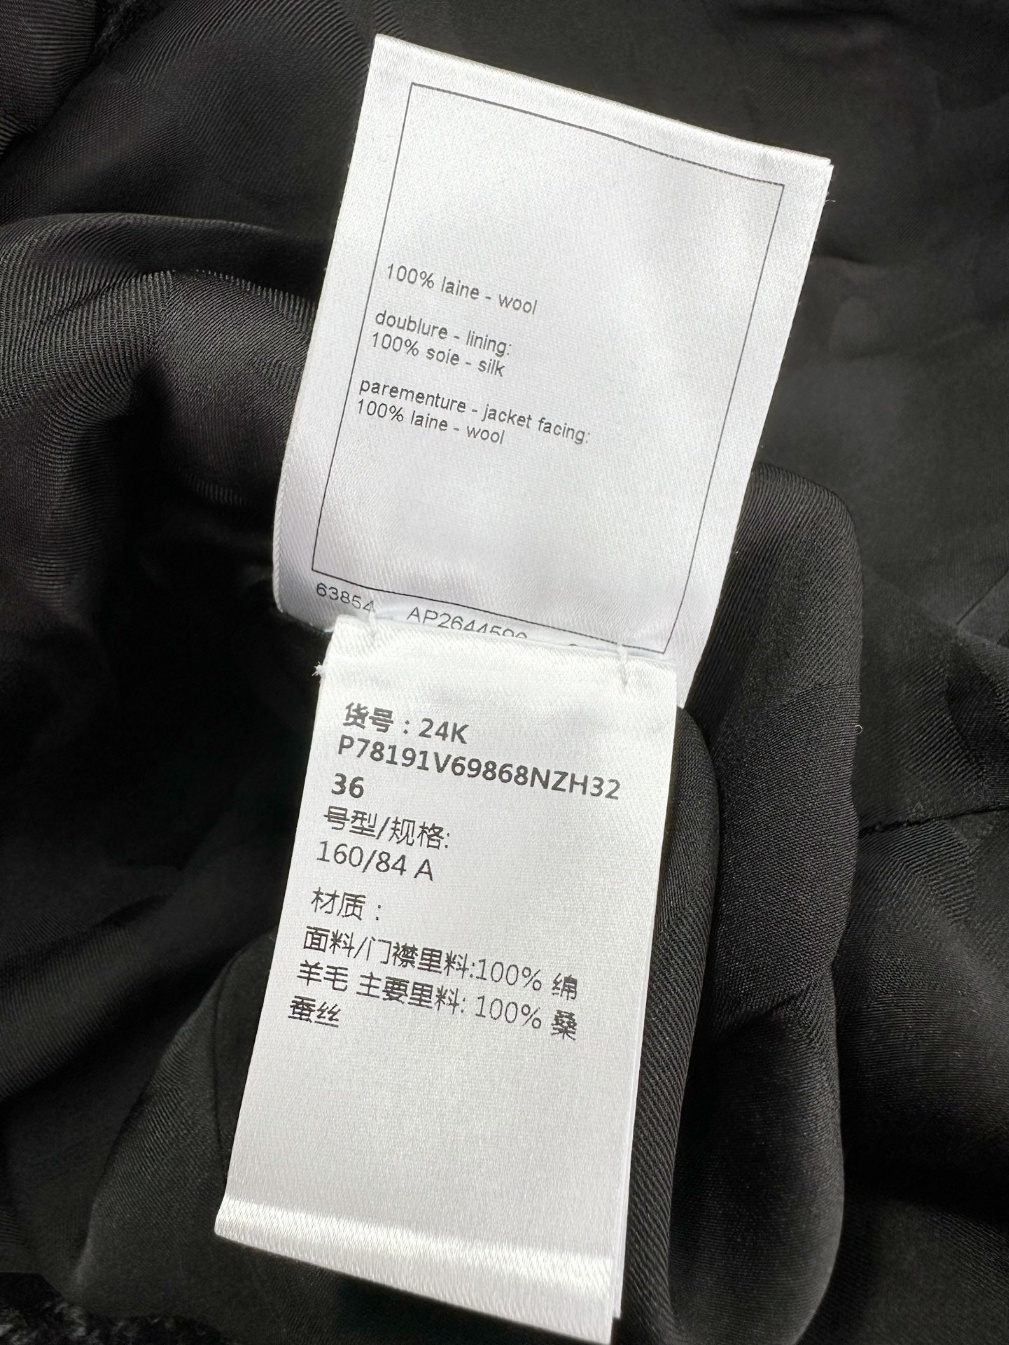 100% laine - wool
doublure - lining:
100% soie - silk
parementure - jacket facing:
100% laine - wool
63854
货号：24K
P78191V69868NZH32
36
号型/规格:
160/84 A
材质：
面料/门襟里料:100% 绵
羊毛 主要里料: 100% 桑
蚕丝